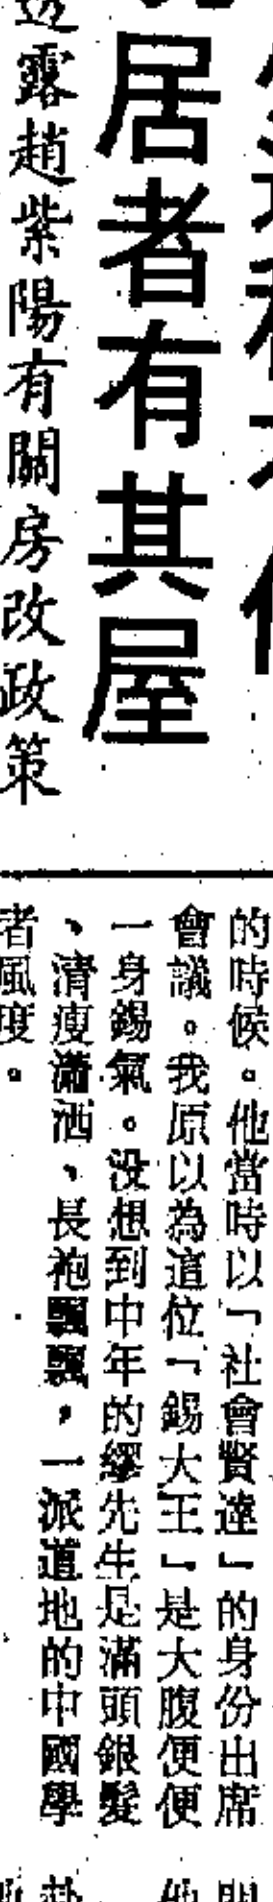 居者有其屋
露趙紫陽有關房改政策
的時候。他當時以「社會賢達」的身份出席
會議。我原以為這位「錫大王」是大腹便便
一身錫氣。没想到中年的繆先生是滿頭銀髮
、清瘦瀟洒、長袍飄飄，一派道地的中國學
者風度。